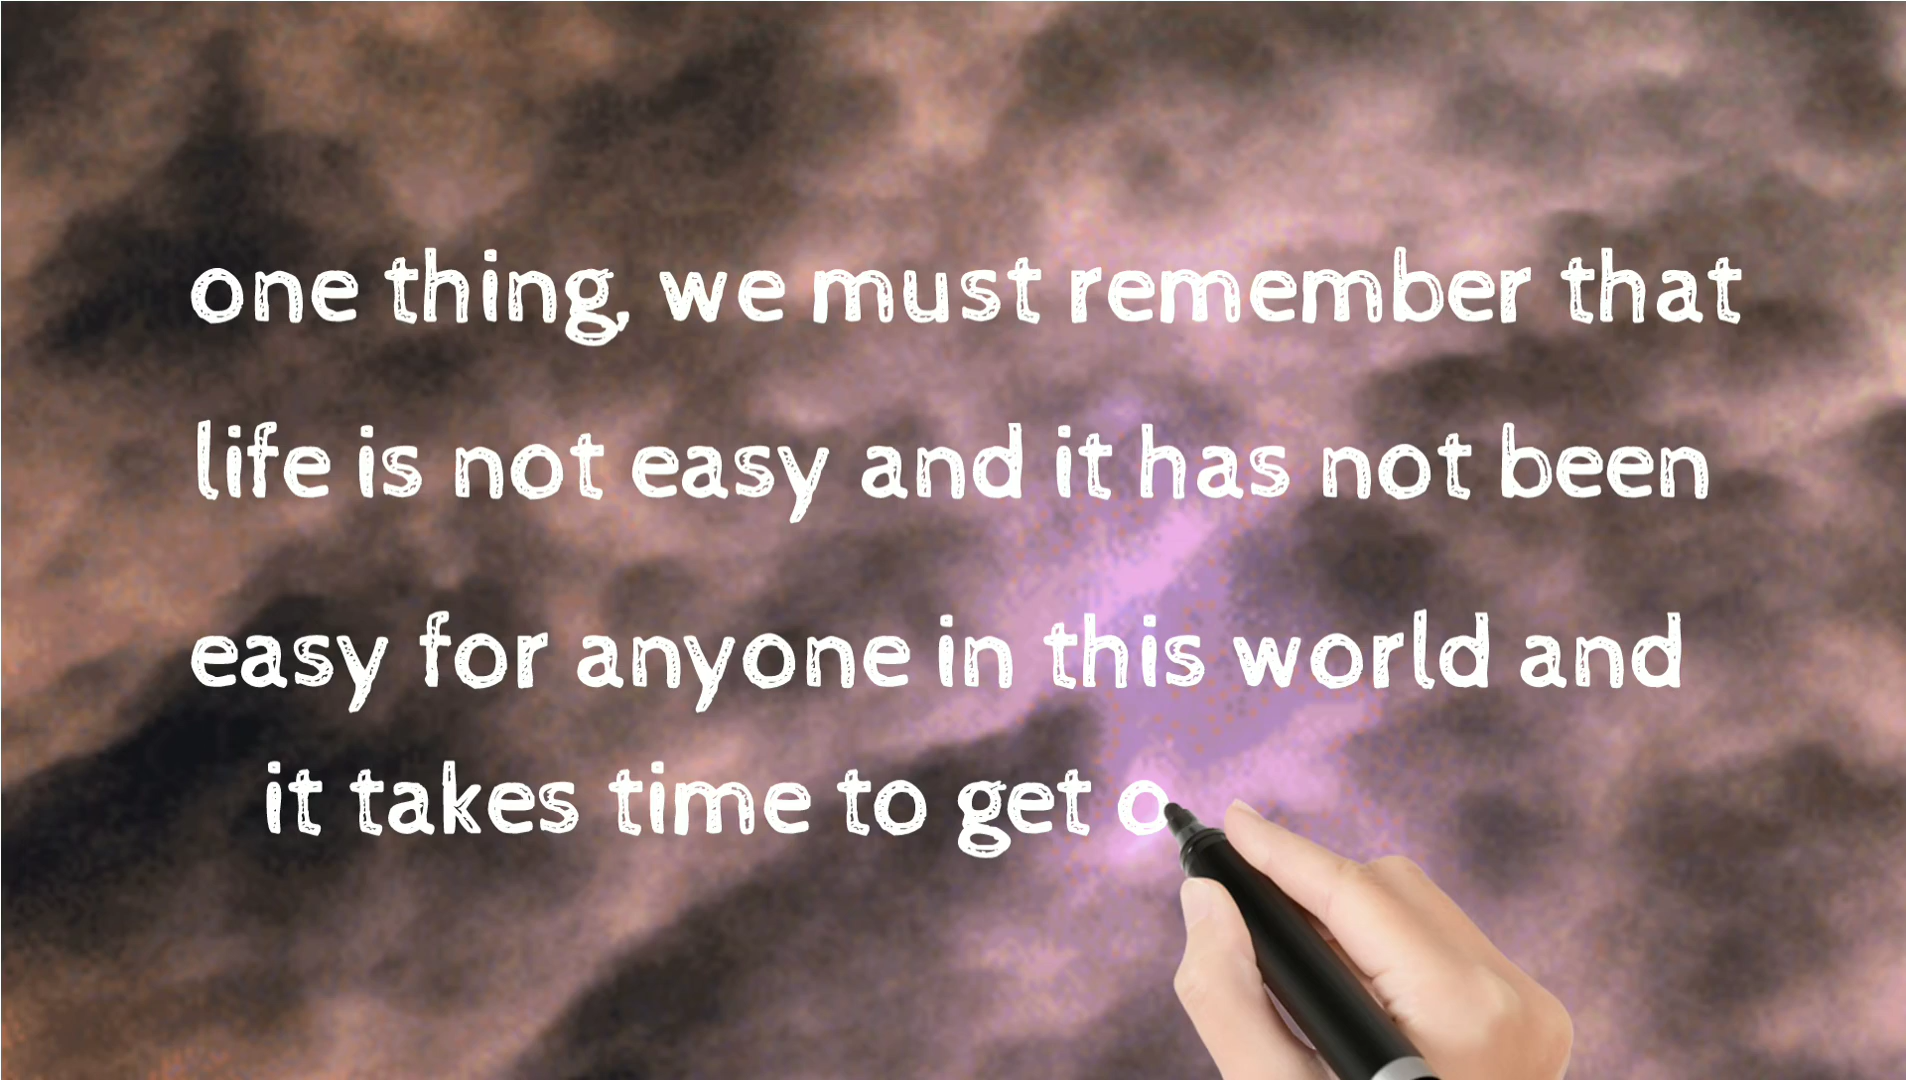 one thing, we must remember that
life is not easy and it has not been
easy for anyone in this world and
it takes time to get o